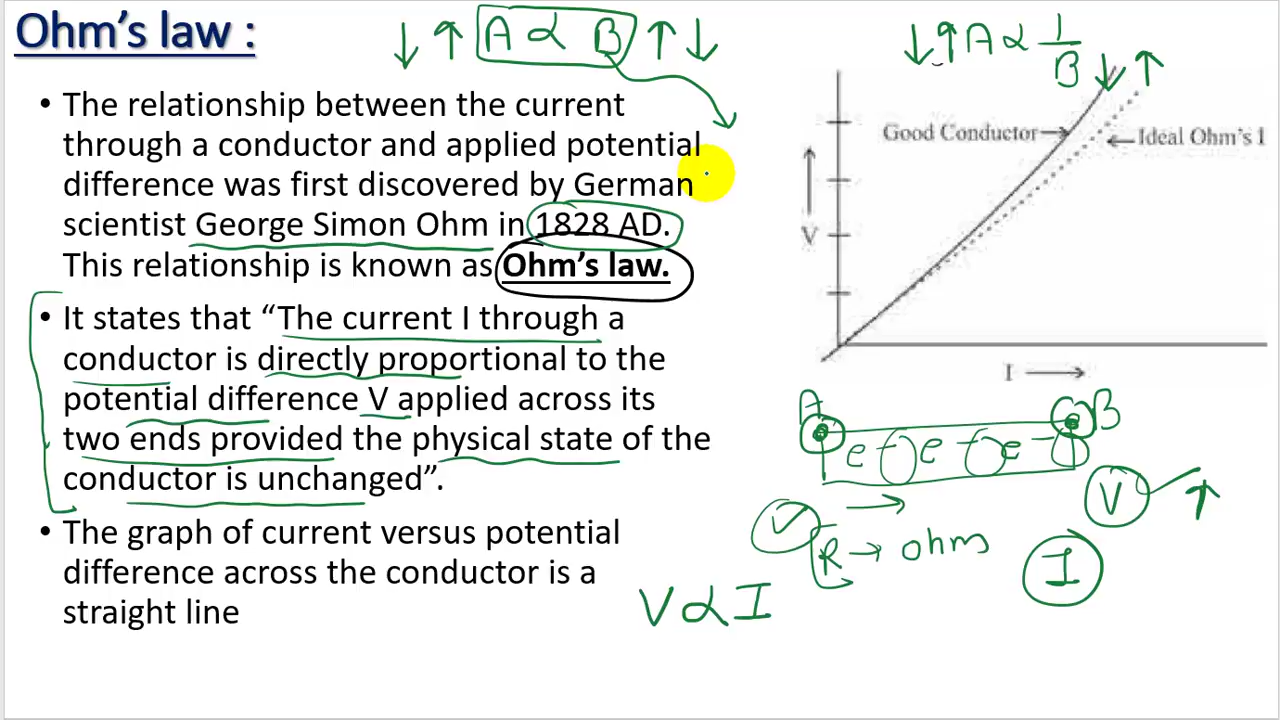 Ohm's law :
↓ ↑ A ∝ B ↑ ↓
↓↑ A ∝ 1/B ↓ ↑
• The relationship between the current
through a conductor and applied potential
difference was first discovered by German
scientist George Simon Ohm in 1828 AD.
This relationship is known as Ohm's law.
• It states that “The current I through a
conductor is directly proportional to the
potential difference V applied across its
two ends provided the physical state of the
conductor is unchanged”.
• The graph of current versus potential
difference across the conductor is a
straight line
Good Conductor
Ideal Ohm's l
V
I
A B
e⁻ e⁻ e⁻
V ↑
R → ohms
I
V ∝ I